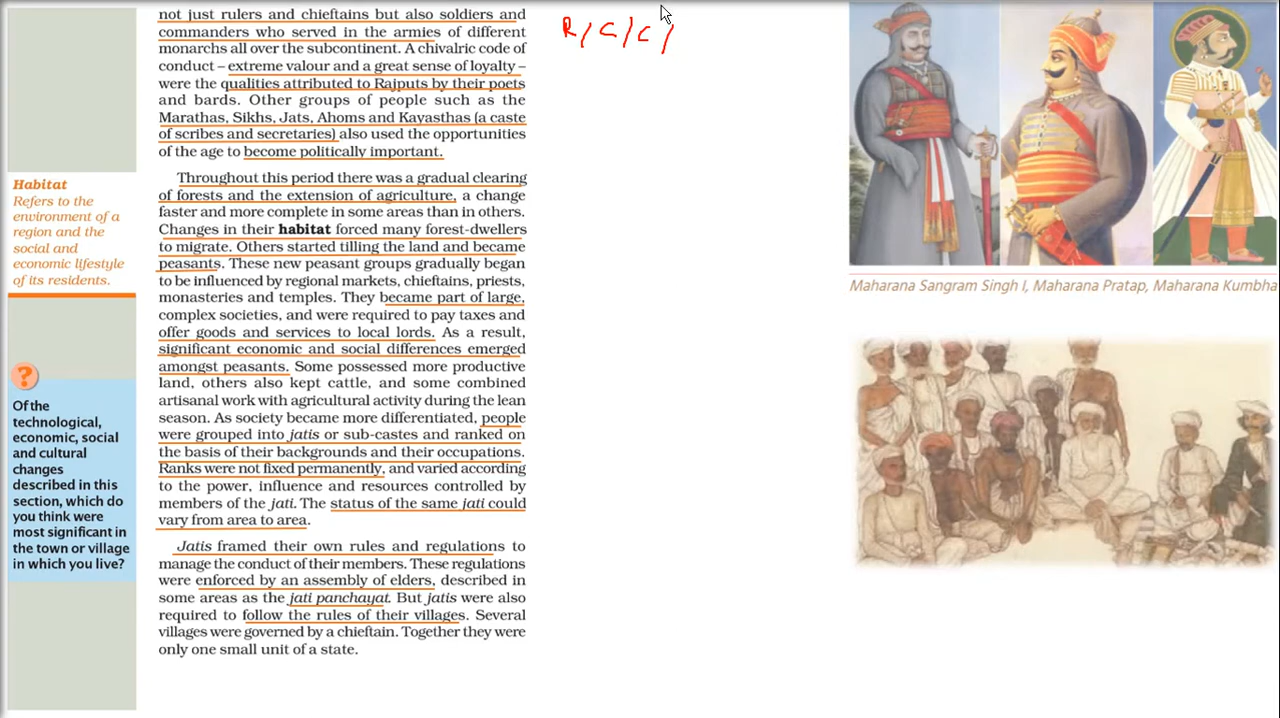 not just rulers and chieftains but also soldiers and
commanders who served in the armies of different
monarchs all over the subcontinent. A chivalric code of
conduct – extreme valour and a great sense of loyalty –
were the qualities attributed to Rajputs by their poets
and bards. Other groups of people such as the
Marathas, Sikhs, Jats, Ahoms and Kayasthas (a caste
of scribes and secretaries) also used the opportunities
of the age to become politically important.
Throughout this period there was a gradual clearing
of forests and the extension of agriculture, a change
faster and more complete in some areas than in others.
Changes in their habitat forced many forest-dwellers
to migrate. Others started tilling the land and became
peasants. These new peasant groups gradually began
to be influenced by regional markets, chieftains, priests,
monasteries and temples. They became part of large,
complex societies, and were required to pay taxes and
offer goods and services to local lords. As a result,
significant economic and social differences emerged
amongst peasants. Some possessed more productive
land, others also kept cattle, and some combined
artisanal work with agricultural activity during the lean
season. As society became more differentiated, people
were grouped into jatis or sub-castes and ranked on
the basis of their backgrounds and their occupations.
Ranks were not fixed permanently, and varied according
to the power, influence and resources controlled by
members of the jati. The status of the same jati could
vary from area to area.
Jatis framed their own rules and regulations to
manage the conduct of their members. These regulations
were enforced by an assembly of elders, described in
some areas as the jati panchayat. But jatis were also
required to follow the rules of their villages. Several
villages were governed by a chieftain. Together they were
only one small unit of a state.
Habitat
Refers to the
environment of a
region and the
social and
economic lifestyle
of its residents.
?
Of the
technological,
economic, social
and cultural
changes
described in this
section, which do
you think were
most significant in
the town or village
in which you live?
R/ C/ C/
Maharana Sangram Singh I, Maharana Pratap, Maharana Kumbha